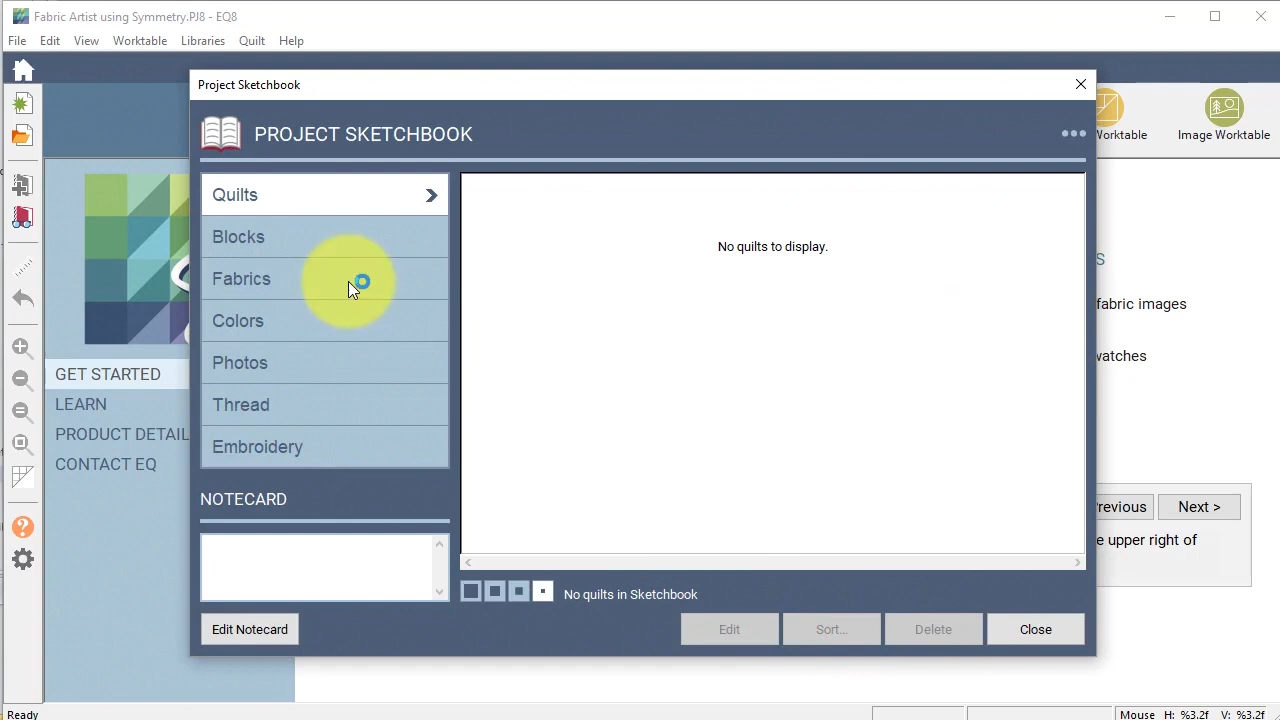 Fabric Artist using Symmetry.PJ8 - EQ8
File Edit View Worktable Libraries Quilt Help
Project Sketchbook
PROJECT SKETCHBOOK
Worktable
Image Worktable
Quilts
Blocks
Fabrics
Colors
Photos
Thread
Embroidery
No quilts to display.
S
fabric images
watches
GET STARTED
LEARN
PRODUCT DETAIL
CONTACT EQ
NOTECARD
revious
Next >
e upper right of
No quilts in Sketchbook
Edit Notecard
Edit
Sort...
Delete
Close
Ready
Mouse H: %3.2f V: %3.2f